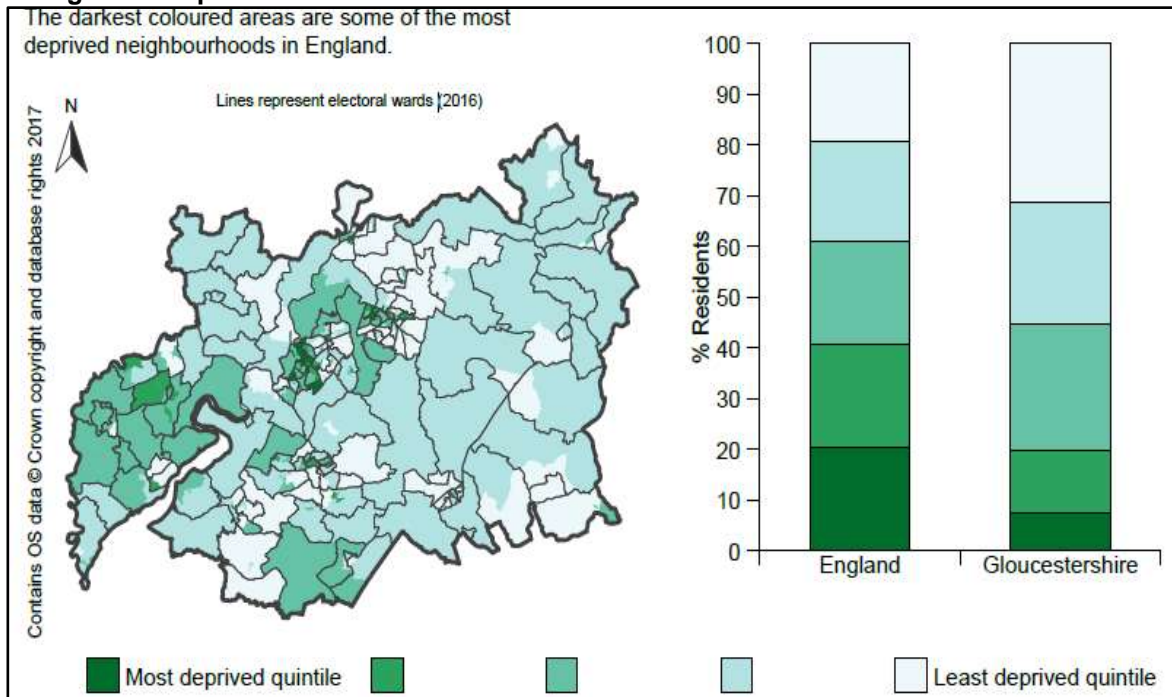 The darkest coloured areas are some of the most
deprived neighbourhoods in England.
Lines represent electoral wards (2016)
N
Contains OS data © Crown copyright and database rights 2017
100
90
80
70
60
50
40
30
20
10
0
% Residents
England
Gloucestershire
Most deprived quintile
Least deprived quintile